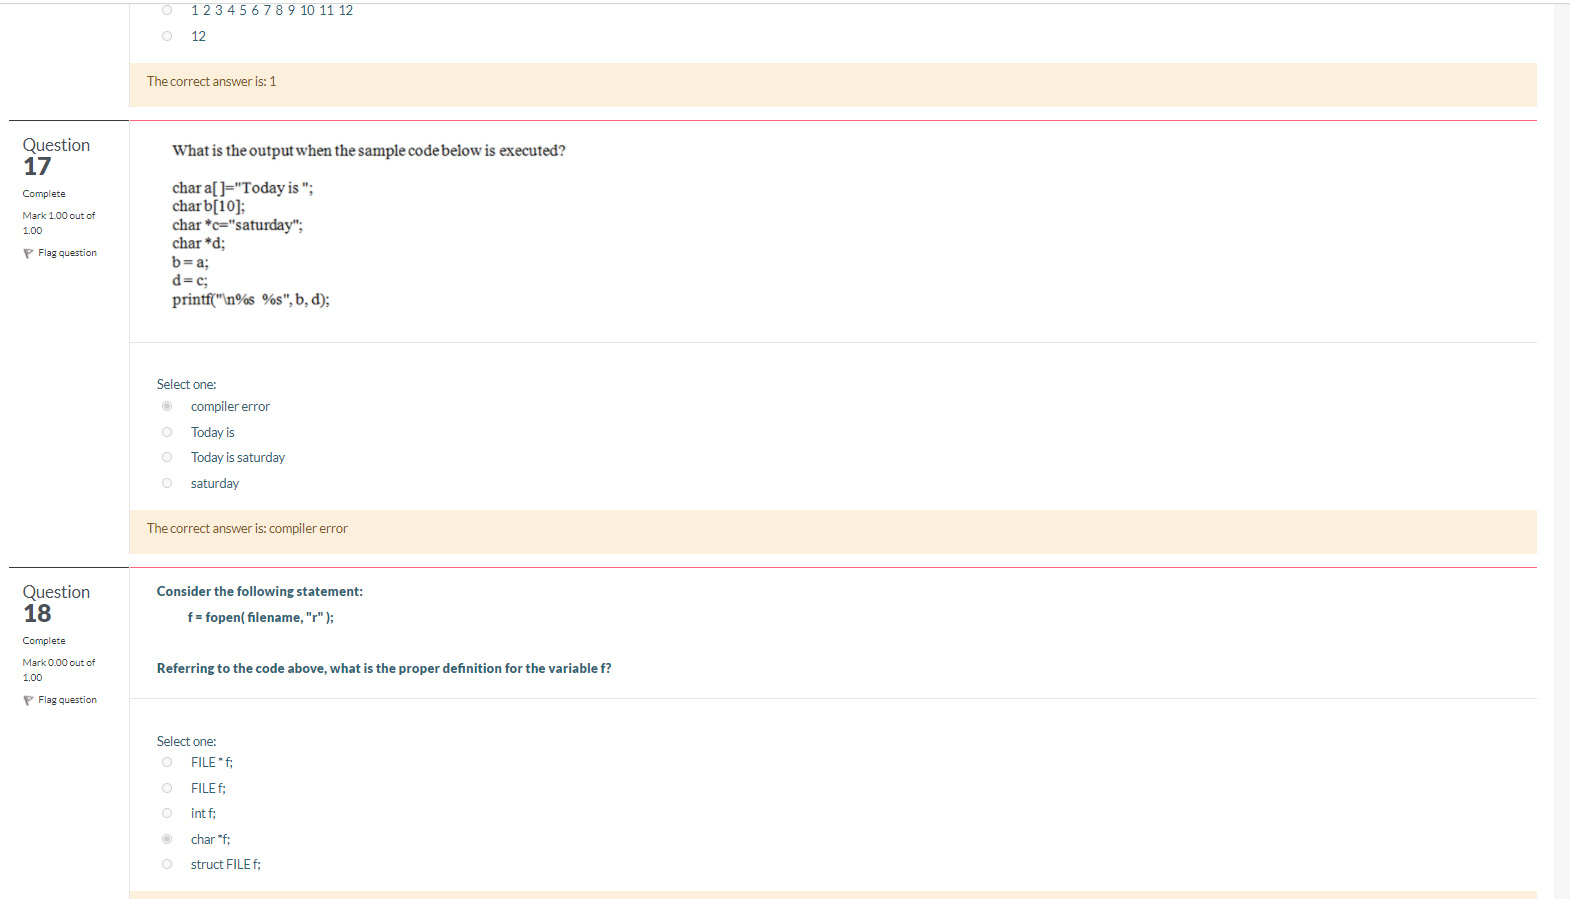 1 2 3 4 5 6 7 8 9 10 11 12
12
The correct answer is: 1
Question
17
Complete
Mark 1.00 out of
1.00
Flag question
What is the output when the sample code below is executed?
char a[ ]="Today is ";
char b[10];
char *c="saturday";
char *d;
b = a;
d = c;
printf("\n%s  %s", b, d);
Select one:
compiler error
Today is
Today is saturday
saturday
The correct answer is: compiler error
Question
18
Complete
Mark 0.00 out of
1.00
Flag question
Consider the following statement:
f = fopen( filename, "r" );
Referring to the code above, what is the proper definition for the variable f?
Select one:
FILE * f;
FILE f;
int f;
char *f;
struct FILE f;